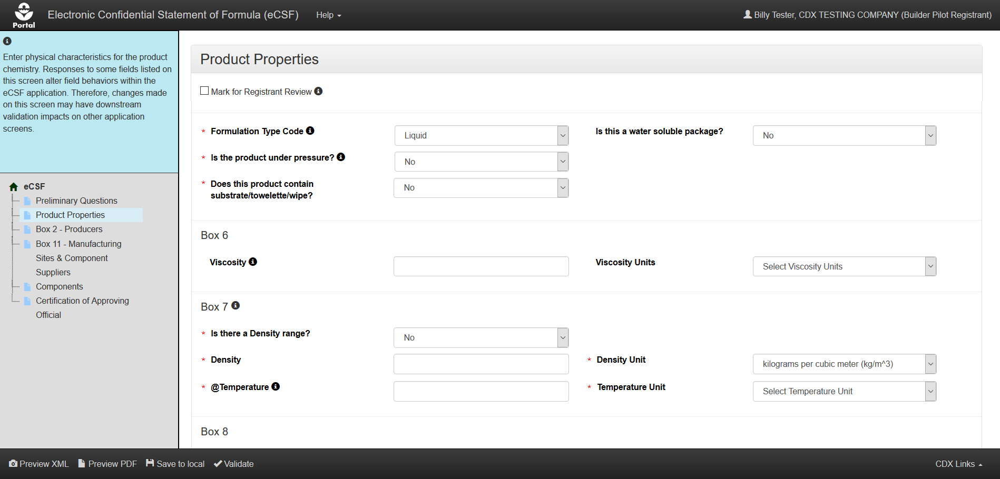 Portal
Electronic Confidential Statement of Formula (eCSF)
Help
Billy Tester, CDX TESTING COMPANY (Builder Pilot Registrant)
Enter physical characteristics for the product
chemistry. Responses to some fields listed on
this screen alter field behaviors within the
eCSF application. Therefore, changes made
on this screen may have downstream
validation impacts on other application
screens.
eCSF
Preliminary Questions
Product Properties
Box 2 - Producers
Box 11 - Manufacturing
Sites & Component
Suppliers
Components
Certification of Approving
Official
Product Properties
Mark for Registrant Review
* Formulation Type Code
Liquid
Is this a water soluble package?
No
* Is the product under pressure?
No
* Does this product contain
substrate/towelette/wipe?
No
Box 6
Viscosity
Viscosity Units
Select Viscosity Units
Box 7
* Is there a Density range?
No
* Density
* Density Unit
kilograms per cubic meter (kg/m^3)
* @Temperature
* Temperature Unit
Select Temperature Unit
Box 8
Preview XML
Preview PDF
Save to local
Validate
CDX Links